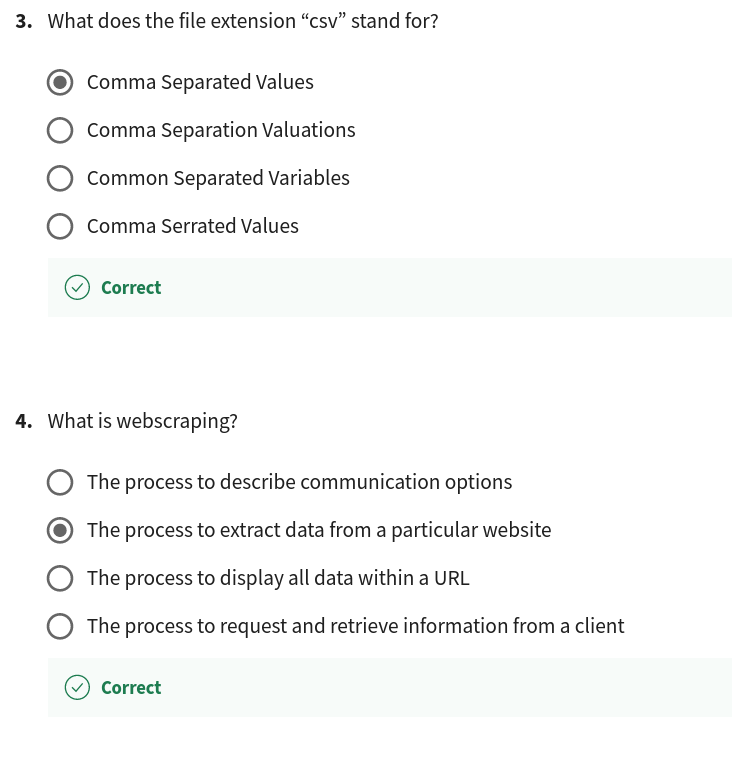 3. What does the file extension “csv” stand for?
Comma Separated Values
Comma Separation Valuations
Common Separated Variables
Comma Serrated Values
Correct
4. What is webscraping?
The process to describe communication options
The process to extract data from a particular website
The process to display all data within a URL
The process to request and retrieve information from a client
Correct